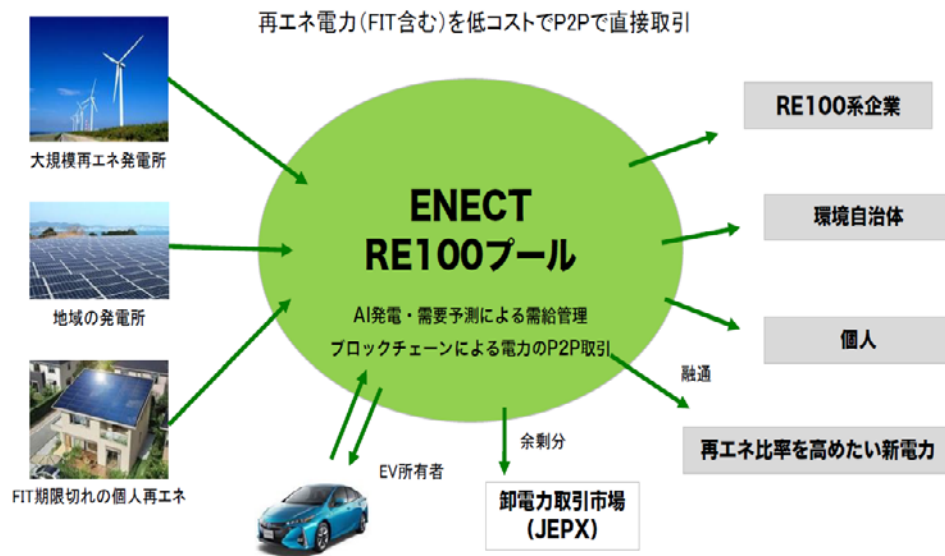 再エネ電力(FIT含む)を低コストでP2Pで直接取引
大規模再エネ発電所
地域の発電所
FIT期限切れの個人再エネ
ENECT
RE100プール
AI発電・需要予測による需給管理
ブロックチェーンによる電力のP2P取引
EV所有者
余剰分
卸電力取引市場
(JEPX)
融通
RE100系企業
環境自治体
個人
再エネ比率を高めたい新電力